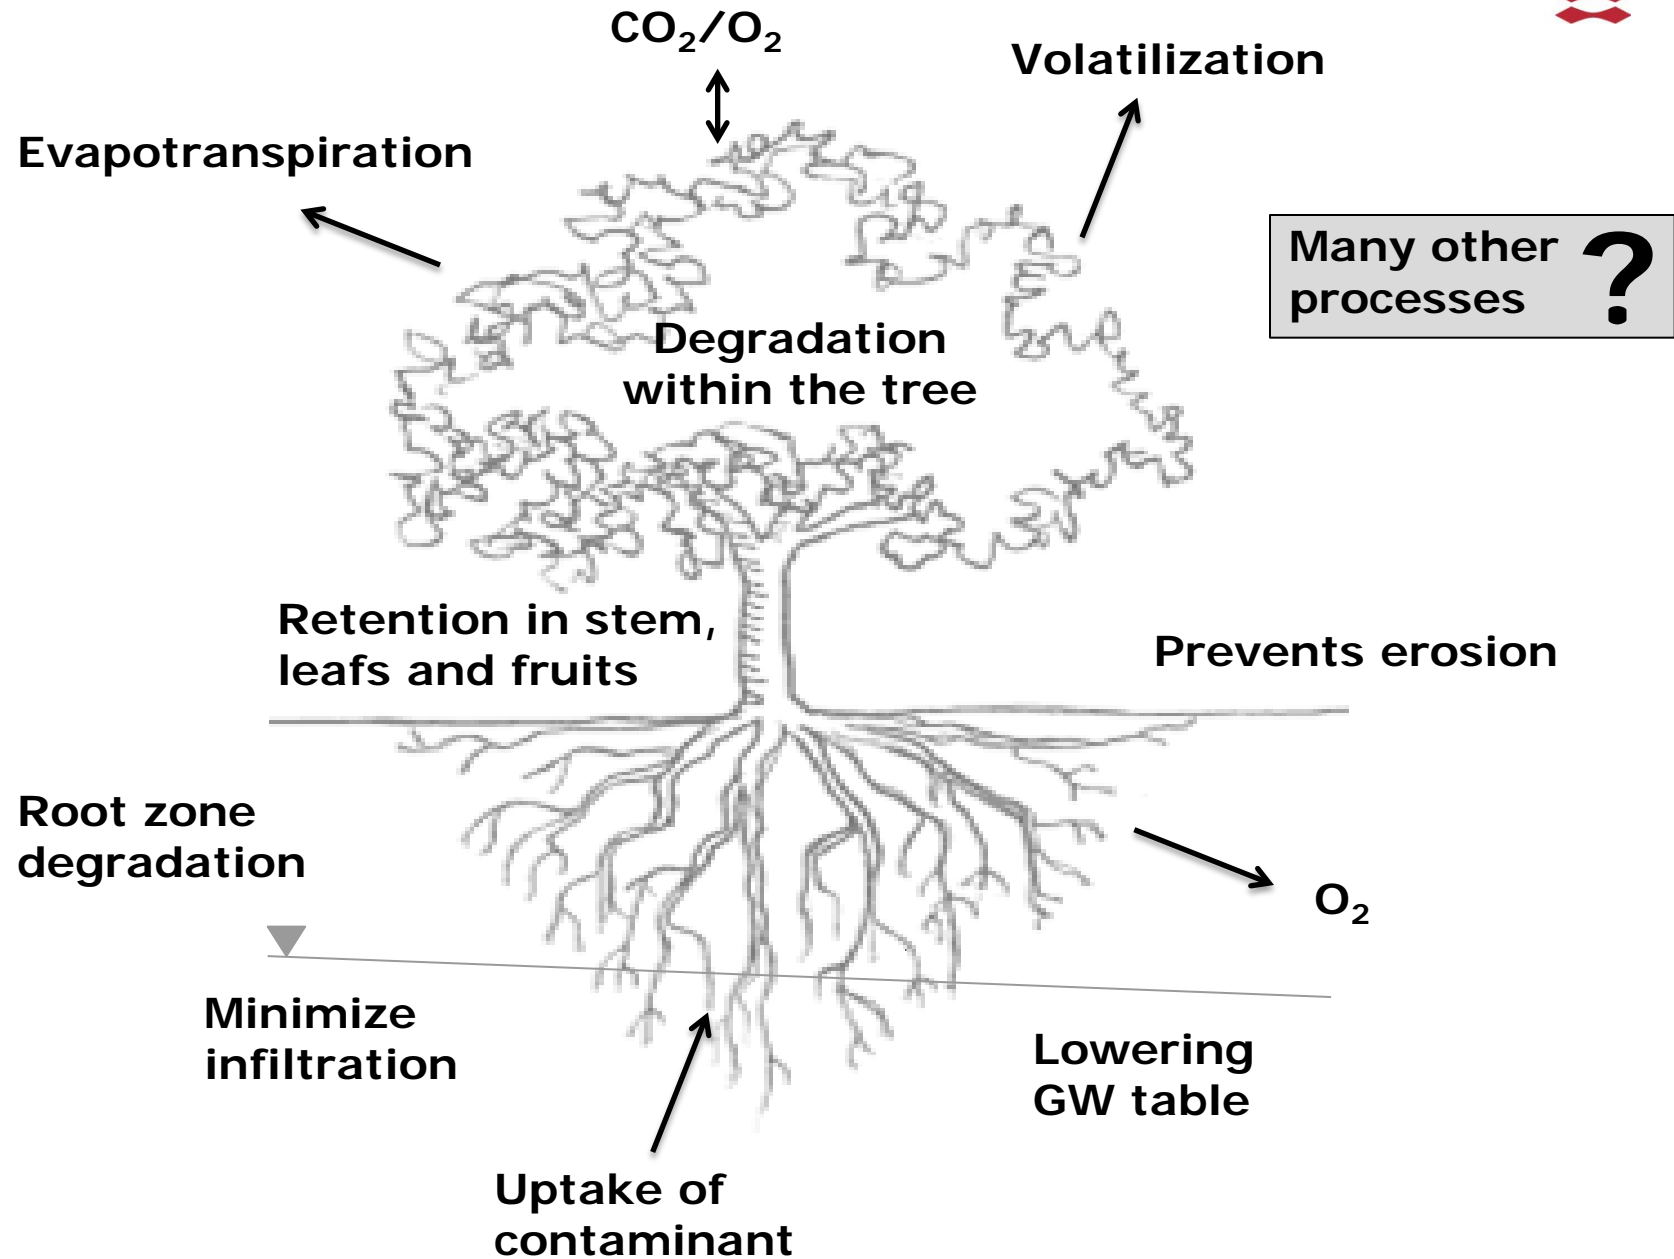 CO₂/O₂
Volatilization
Evapotranspiration
Many other
processes ?
Degradation
within the tree
Retention in stem,
leafs and fruits
Prevents erosion
Root zone
degradation
O₂
Minimize
infiltration
Lowering
GW table
Uptake of
contaminant